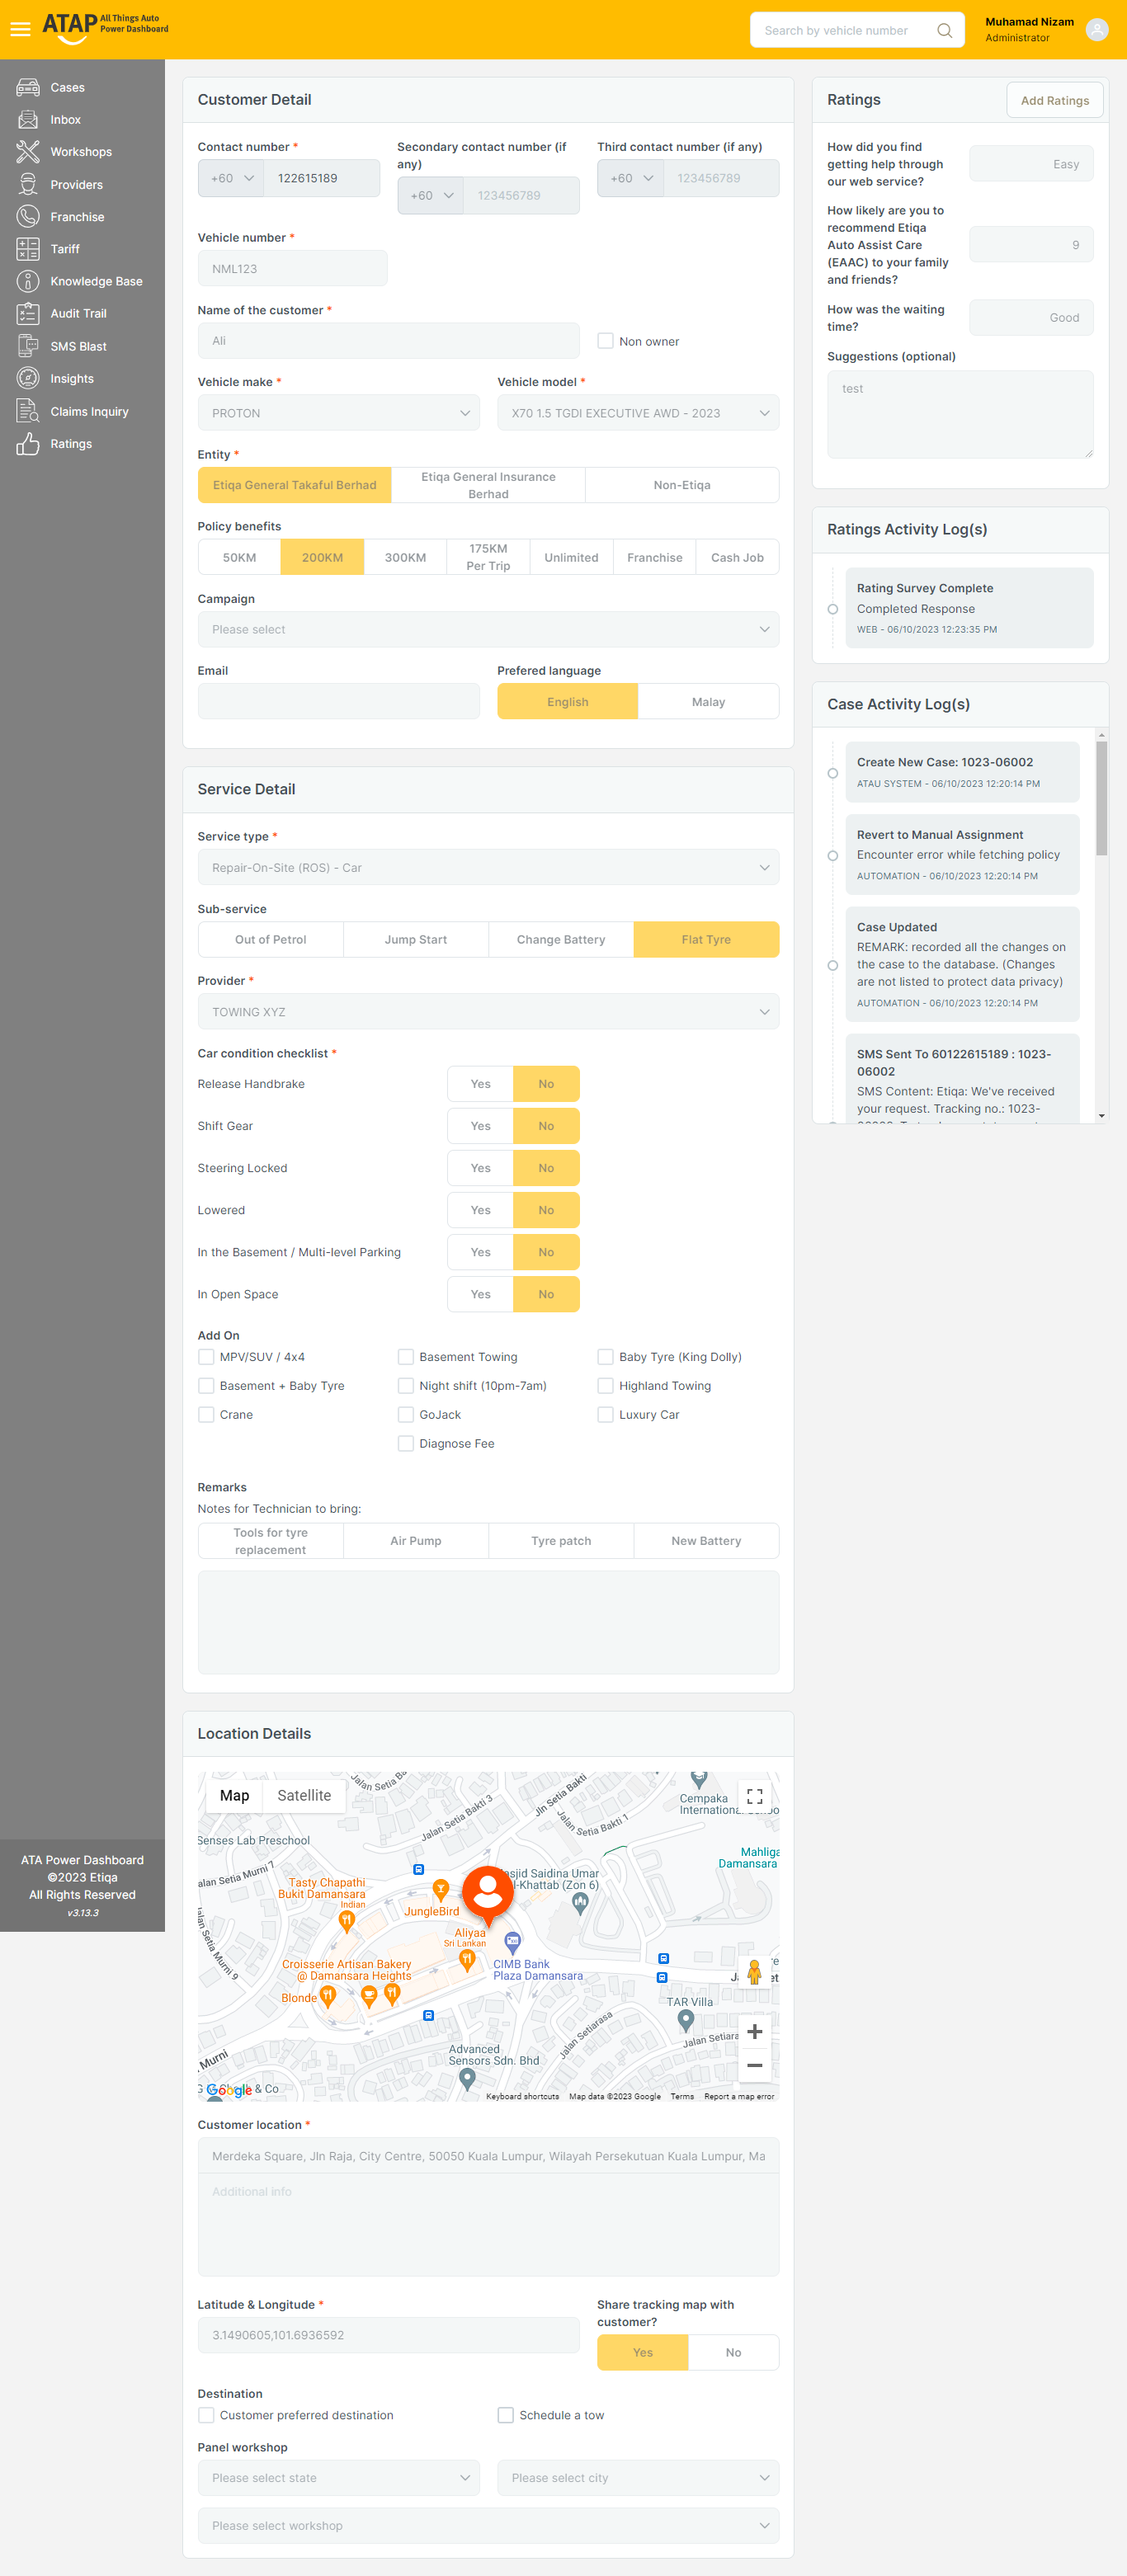 ATAP All Things Auto
Power Dashboard
Search by vehicle number
Muhamad Nizam
Administrator
Cases
Inbox
Workshops
Providers
Franchise
Tariff
Knowledge Base
Audit Trail
SMS Blast
Insights
Claims Inquiry
Ratings
ATA Power Dashboard
©2023 Etiqa
All Rights Reserved
v3.13.3
Customer Detail
Contact number *
+60 122615189
Secondary contact number (if
any)
+60 123456789
Third contact number (if any)
+60 123456789
Vehicle number *
NML123
Name of the customer *
Ali
Non owner
Vehicle make *
PROTON
Vehicle model *
X70 1.5 TGDI EXECUTIVE AWD - 2023
Entity *
Etiqa General Takaful Berhad
Etiqa General Insurance
Berhad
Non-Etiqa
Policy benefits
50KM
200KM
300KM
175KM
Per Trip
Unlimited
Franchise
Cash Job
Campaign
Please select
Email
Prefered language
English
Malay
Service Detail
Service type *
Repair-On-Site (ROS) - Car
Sub-service
Out of Petrol
Jump Start
Change Battery
Flat Tyre
Provider *
TOWING XYZ
Car condition checklist *
Release Handbrake Yes No
Shift Gear Yes No
Steering Locked Yes No
Lowered Yes No
In the Basement / Multi-level Parking Yes No
In Open Space Yes No
Add On
MPV/SUV / 4x4 Basement Towing Baby Tyre (King Dolly)
Basement + Baby Tyre Night shift (10pm-7am) Highland Towing
Crane GoJack Luxury Car
Diagnose Fee
Remarks
Notes for Technician to bring:
Tools for tyre
replacement
Air Pump
Tyre patch
New Battery
Location Details
Map Satellite
Jalan Setia Ba
Jalan Setia Bakti 3
Jln Setia Bakti
Jalan Setia Bakti 1
Cempaka
International
Senses Lab Preschool
alan Setia Murni 7
Mahliga
Damansara
Tasty Chapathi
Bukit Damansara
Indian
JungleBird
asjid Saidina Umar
l-Khattab (Zon 6)
Aliyaa
Sri Lankan
Setia Murni 9
Croisserie Artisan Bakery
@ Damansara Heights
CIMB Bank
Plaza Damansara
Blonde
TAR Villa
Jalan Setiarasa
Jalan Setiara
Murni
Advanced
Sensors Sdn. Bhd
& Co
Google
Keyboard shortcuts Map data ©2023 Google Terms Report a map error
Customer location *
Merdeka Square, Jln Raja, City Centre, 50050 Kuala Lumpur, Wilayah Persekutuan Kuala Lumpur, Ma
Additional info
Latitude & Longitude *
3.1490605,101.6936592
Share tracking map with
customer?
Yes No
Destination
Customer preferred destination
Schedule a tow
Panel workshop
Please select state
Please select city
Please select workshop
Ratings
Add Ratings
How did you find
getting help through
our web service?
Easy
How likely are you to
recommend Etiqa
Auto Assist Care
(EAAC) to your family
and friends?
9
How was the waiting
time?
Good
Suggestions (optional)
test
Ratings Activity Log(s)
Rating Survey Complete
Completed Response
WEB - 06/10/2023 12:23:35 PM
Case Activity Log(s)
Create New Case: 1023-06002
ATAU SYSTEM - 06/10/2023 12:20:14 PM
Revert to Manual Assignment
Encounter error while fetching policy
AUTOMATION - 06/10/2023 12:20:14 PM
Case Updated
REMARK: recorded all the changes on
the case to the database. (Changes
are not listed to protect data privacy)
AUTOMATION - 06/10/2023 12:20:14 PM
SMS Sent To 60122615189 : 1023-
06002
SMS Content: Etiqa: We've received
your request. Tracking no.: 1023-